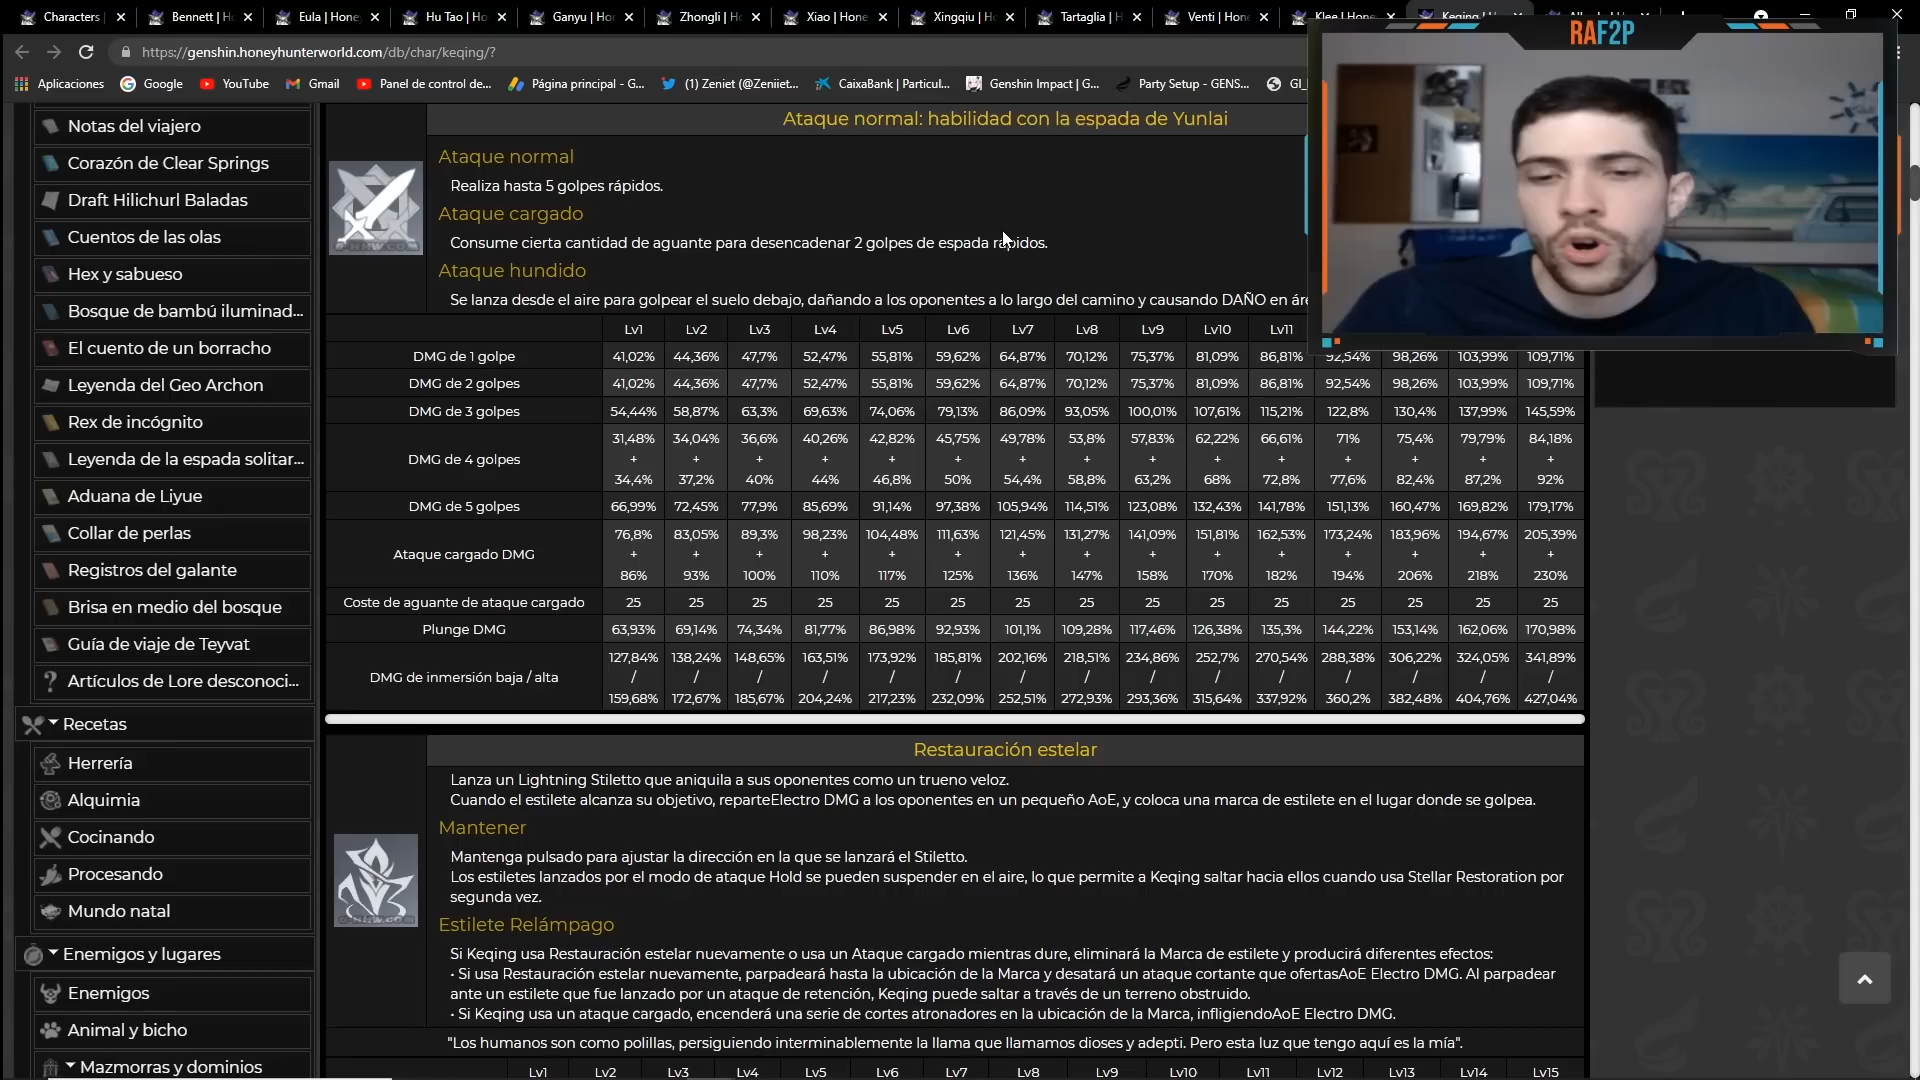 Characters
Bennett | H
Eula | Hone
Hu Tao | Ho
Ganyu | Ho
Zhongli | H
Xiao | Hone
Xingqiu | H
Tartaglia | H
Venti | Hon
Klee | Hone
RAF2P
https://genshin.honeyhunterworld.com/db/char/keqing/?
Aplicaciones
Google
YouTube
Gmail
Panel de control de...
Página principal - G...
(1) Zeniet (@Zeniiet...
CaixaBank | Particul...
Genshin Impact | G...
Party Setup - GENS...
Notas del viajero
Corazón de Clear Springs
Draft Hilichurl Baladas
Cuentos de las olas
Hex y sabueso
Bosque de bambú iluminad...
El cuento de un borracho
Leyenda del Geo Archon
Rex de incógnito
Leyenda de la espada solitar...
Aduana de Liyue
Collar de perlas
Registros del galante
Brisa en medio del bosque
Guía de viaje de Teyvat
Artículos de Lore desconoci...
Recetas
Herrería
Alquimia
Cocinando
Procesando
Mundo natal
Enemigos y lugares
Enemigos
Animal y bicho
Mazmorras y dominios
Ataque normal: habilidad con la espada de Yunlai
Ataque normal
Realiza hasta 5 golpes rápidos.
Ataque cargado
Consume cierta cantidad de aguante para desencadenar 2 golpes de espada rápidos.
Ataque hundido
Se lanza desde el aire para golpear el suelo debajo, dañando a los oponentes a lo largo del camino y causando DAÑO en áre
Lv1 Lv2 Lv3 Lv4 Lv5 Lv6 Lv7 Lv8 Lv9 Lv10 Lv11
DMG de 1 golpe 41,02% 44,36% 47,7% 52,47% 55,81% 59,62% 64,87% 70,12% 75,37% 81,09% 86,81% 92,54% 98,26% 103,99% 109,71%
DMG de 2 golpes 41,02% 44,36% 47,7% 52,47% 55,81% 59,62% 64,87% 70,12% 75,37% 81,09% 86,81% 92,54% 98,26% 103,99% 109,71%
DMG de 3 golpes 54,44% 58,87% 63,3% 69,63% 74,06% 79,13% 86,09% 93,05% 100,01% 107,61% 115,21% 122,8% 130,4% 137,99% 145,59%
31,48% 34,04% 36,6% 40,26% 42,82% 45,75% 49,78% 53,8% 57,83% 62,22% 66,61% 71% 75,4% 79,79% 84,18%
DMG de 4 golpes + + + + + + + + + + + + + + +
34,4% 37,2% 40% 44% 46,8% 50% 54,4% 58,8% 63,2% 68% 72,8% 77,6% 82,4% 87,2% 92%
DMG de 5 golpes 66,99% 72,45% 77,9% 85,69% 91,14% 97,38% 105,94% 114,51% 123,08% 132,43% 141,78% 151,13% 160,47% 169,82% 179,17%
76,8% 83,05% 89,3% 98,23% 104,48% 111,63% 121,45% 131,27% 141,09% 151,81% 162,53% 173,24% 183,96% 194,67% 205,39%
Ataque cargado DMG + + + + + + + + + + + + + + +
86% 93% 100% 110% 117% 125% 136% 147% 158% 170% 182% 194% 206% 218% 230%
Coste de aguante de ataque cargado 25 25 25 25 25 25 25 25 25 25 25 25 25 25 25
Plunge DMG 63,93% 69,14% 74,34% 81,77% 86,98% 92,93% 101,1% 109,28% 117,46% 126,38% 135,3% 144,22% 153,14% 162,06% 170,98%
127,84% 138,24% 148,65% 163,51% 173,92% 185,81% 202,16% 218,51% 234,86% 252,7% 270,54% 288,38% 306,22% 324,05% 341,89%
DMG de inmersión baja / alta / / / / / / / / / / / / / / /
159,68% 172,67% 185,67% 204,24% 217,23% 232,09% 252,51% 272,93% 293,36% 315,64% 337,92% 360,2% 382,48% 404,76% 427,04%
Restauración estelar
Lanza un Lightning Stiletto que aniquila a sus oponentes como un trueno veloz.
Cuando el estilete alcanza su objetivo, reparteElectro DMG a los oponentes en un pequeño AoE, y coloca una marca de estilete en el lugar donde se golpea.
Mantener
Mantenga pulsado para ajustar la dirección en la que se lanzará el Stiletto.
Los estiletes lanzados por el modo de ataque Hold se pueden suspender en el aire, lo que permite a Keqing saltar hacia ellos cuando usa Stellar Restoration por
segunda vez.
Estilete Relámpago
Si Keqing usa Restauración estelar nuevamente o usa un Ataque cargado mientras dure, eliminará la Marca de estilete y producirá diferentes efectos:
• Si usa Restauración estelar nuevamente, parpadeará hasta la ubicación de la Marca y desatará un ataque cortante que ofertasAoE Electro DMG. Al parpadear
ante un estilete que fue lanzado por un ataque de retención, Keqing puede saltar a través de un terreno obstruido.
• Si Keqing usa un ataque cargado, encenderá una serie de cortes atronadores en la ubicación de la Marca, infligiendoAoE Electro DMG.
"Los humanos son como polillas, persiguiendo interminablemente la llama que llamamos dioses y adepti. Pero esta luz que tengo aquí es la mía".
Lv1 Lv2 Lv3 Lv4 Lv5 Lv6 Lv7 Lv8 Lv9 Lv10 Lv11 Lv12 Lv13 Lv14 Lv15